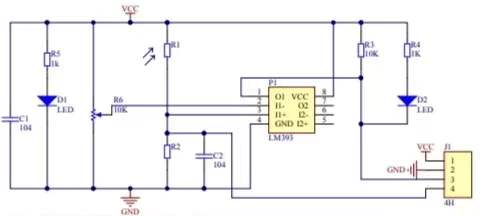 VCC
R5
1k
R1
R3
10K
R4
1K
P1
1 O1 VCC 8
2 I1- O2 7
3 I1+ I2- 6
4 GND I2+ 5
LM393
D1
LED
R6
10K
D2
LED
C1
104
R2
C2
104
VCC
J1
GND
1
2
3
4
4H
GND